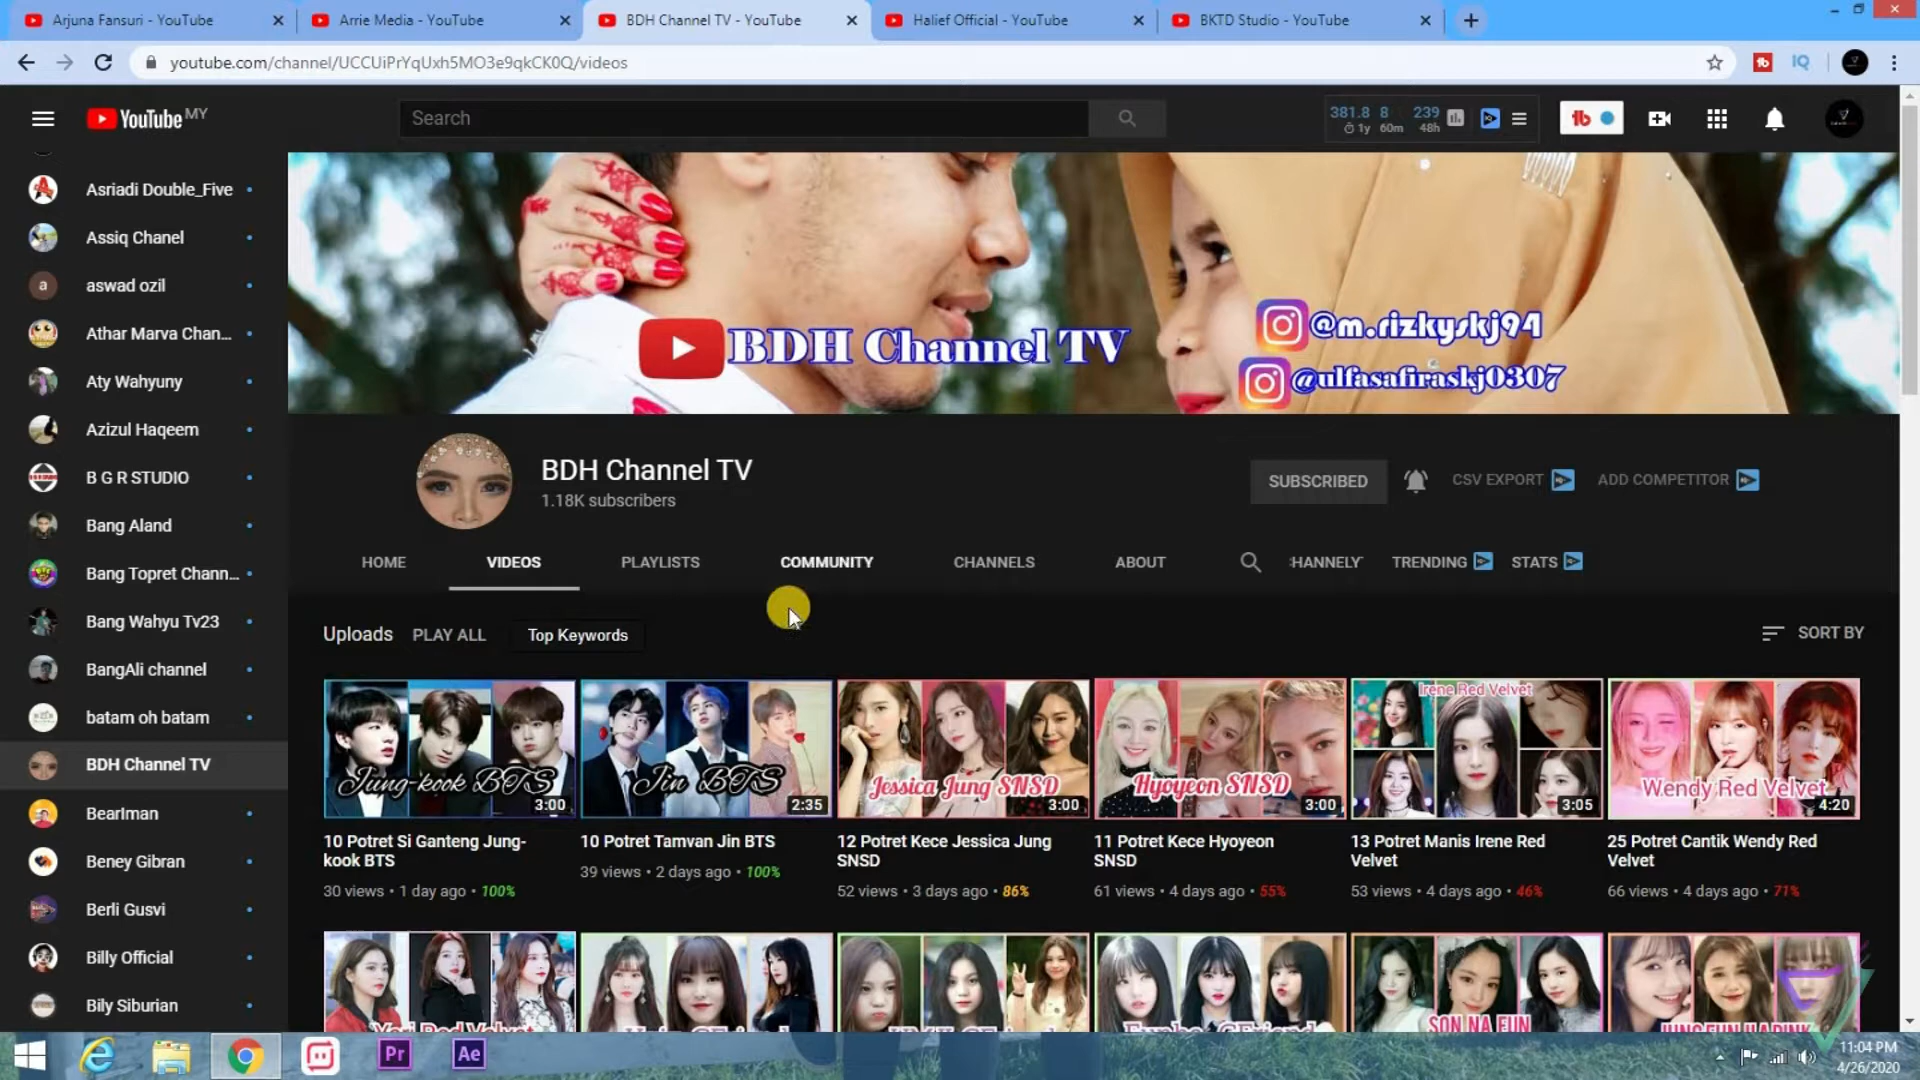 Arjuna Fansuri - YouTube
Arrie Media - YouTube
BDH Channel TV - YouTube
Halief Official - YouTube
BKTD Studio - YouTube
youtube.com/channel/UCCUiPrYqUxh5MO3e9qkCK0Q/videos
IQ
YouTube MY
Search
381.8 8 239
1y 60m 48h
Asriadi Double_Five
Assiq Chanel
aswad ozil
Athar Marva Chan...
Aty Wahyuny
Azizul Haqeem
B G R STUDIO
Bang Aland
Bang Topret Chann...
Bang Wahyu Tv23
BangAli channel
batam oh batam
BDH Channel TV
BearIman
Beney Gibran
Berli Gusvi
Billy Official
Bily Siburian
BDH Channel TV
@m.rizkyskj94
@ulfasafiraskj0307
BDH Channel TV
1.18K subscribers
SUBSCRIBED
CSV EXPORT
ADD COMPETITOR
HOME
VIDEOS
PLAYLISTS
COMMUNITY
CHANNELS
ABOUT
HANNELY
TRENDING
STATS
Uploads
PLAY ALL
Top Keywords
SORT BY
Jung-kook BTS
3:00
Jin BTS
2:35
Jessica Jung SNSD
3:00
Hyoyeon SNSD
3:00
Irene Red Velvet
3:05
Wendy Red Velvet
4:20
10 Potret Si Ganteng Jung-
kook BTS
30 views • 1 day ago • 100%
10 Potret Tamvan Jin BTS
39 views • 2 days ago • 100%
12 Potret Kece Jessica Jung
SNSD
52 views • 3 days ago • 86%
11 Potret Kece Hyoyeon
SNSD
61 views • 4 days ago • 55%
13 Potret Manis Irene Red
Velvet
53 views • 4 days ago • 46%
25 Potret Cantik Wendy Red
Velvet
66 views • 4 days ago • 71%
Yeri Red Velvet
SON NA EUN
Pr
Ae
11:04 PM
4/26/2020